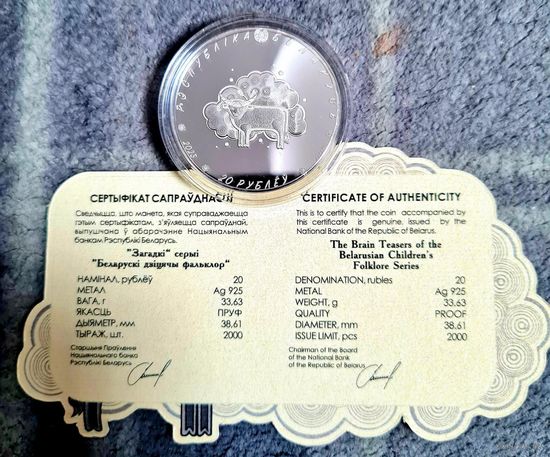 РЭСПУБЛІКА БЕЛАРУСЬ
2025
20 РУБЛЁЎ
СЕРТЫФІКАТ САПРАЎДНАСЦІ
Сведчыцца, што манета, якая суправаджаецца
гэтым сертыфікатам, з'яўляецца сапраўднай,
выпушчана ў абарачэнне Нацыянальным
банкам Рэспублікі Беларусь.
"Загадкі" серыі
"Беларускі дзіцячы фальклор"
НАМІНАЛ, рублёў 20
МЕТАЛ Ag 925
ВАГА, г 33,63
ЯКАСЦЬ ПРУФ
ДЫЯМЕТР, мм 38,61
ТЫРАЖ, шт. 2000
Старшыня Праўлення
Нацыянальнага банка
Рэспублікі Беларусь
CERTIFICATE OF AUTHENTICITY
This is to certify that the coin accompanied by
this certificate is genuine, issued by
the National Bank of the Republic of Belarus.
The Brain Teasers of the
Belarusian Children's
Folklore Series
DENOMINATION, rubles 20
METAL Ag 925
WEIGHT, g 33.63
QUALITY PROOF
DIAMETER, mm 38.61
ISSUE LIMIT, pcs 2000
Chairman of the Board
of the National Bank
of the Republic of Belarus